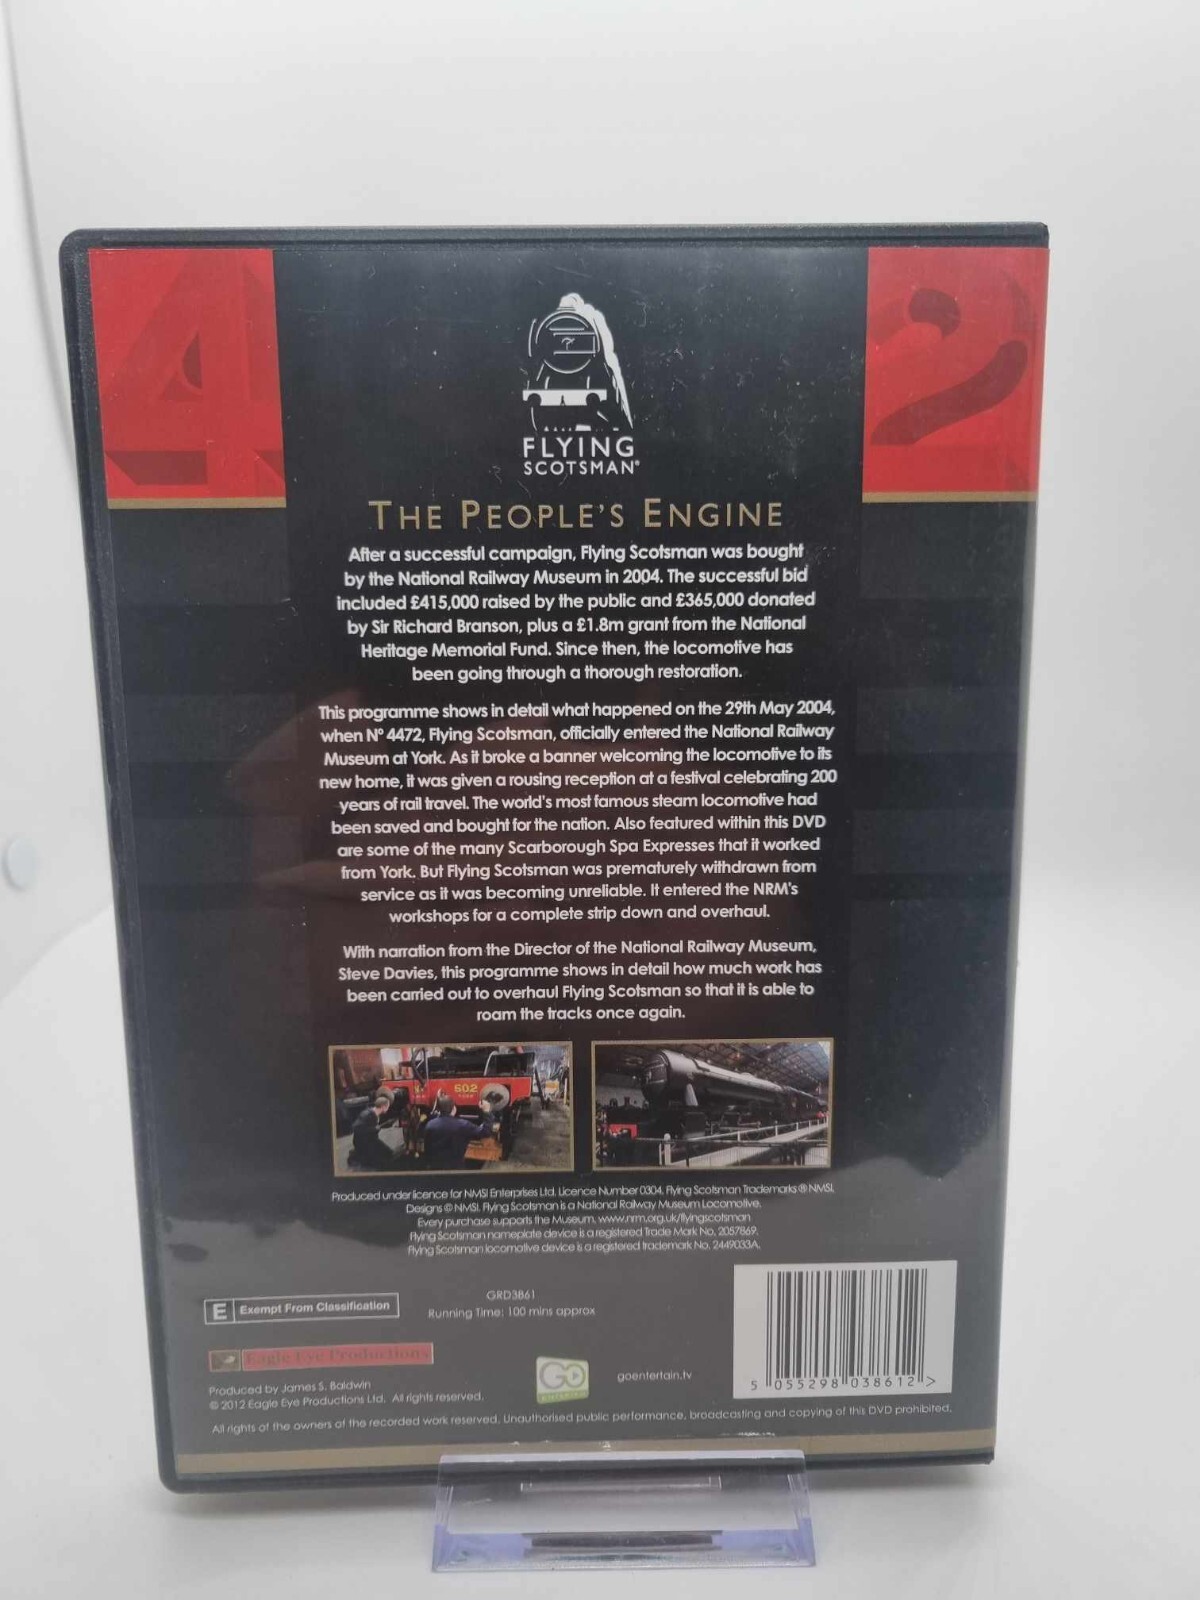 4
2
FLYING
SCOTSMAN®
THE PEOPLE'S ENGINE
After a successful campaign, Flying Scotsman was bought
by the National Railway Museum in 2004. The successful bid
included £415,000 raised by the public and £365,000 donated
by Sir Richard Branson, plus a £1.8m grant from the National
Heritage Memorial Fund. Since then, the locomotive has
been going through a thorough restoration.
This programme shows in detail what happened on the 29th May 2004,
when Nº 4472, Flying Scotsman, officially entered the National Railway
Museum at York. As it broke a banner welcoming the locomotive to its
new home, it was given a rousing reception at a festival celebrating 200
years of rail travel. The world's most famous steam locomotive had
been saved and bought for the nation. Also featured within this DVD
are some of the many Scarborough Spa Expresses that it worked
from York. But Flying Scotsman was prematurely withdrawn from
service as it was becoming unreliable. It entered the NRM's
workshops for a complete strip down and overhaul.
With narration from the Director of the National Railway Museum,
Steve Davies, this programme shows in detail how much work has
been carried out to overhaul Flying Scotsman so that it is able to
roam the tracks once again.
502
Produced under licence for NMSI Enterprises Ltd. Licence Number 0304. Flying Scotsman Trademarks ® NMSI.
Designs © NMSI. Flying Scotsman is a National Railway Museum Locomotive.
Every purchase supports the Museum. www.nrm.org.uk/flyingscotsman
Flying Scotsman nameplate device is a registered Trade Mark No. 2057869.
Flying Scotsman locomotive device is a registered trademark No. 2449033A.
E Exempt From Classification
GRD3861
Running Time: 100 mins approx
Eagle Eye Productions
Produced by James S. Baldwin
© 2012 Eagle Eye Productions Ltd. All rights reserved.
GO
ENTERTAIN
goentertain.tv
5 055298 038612 >
All rights of the owners of the recorded work reserved. Unauthorised public performance, broadcasting and copying of this DVD prohibited.